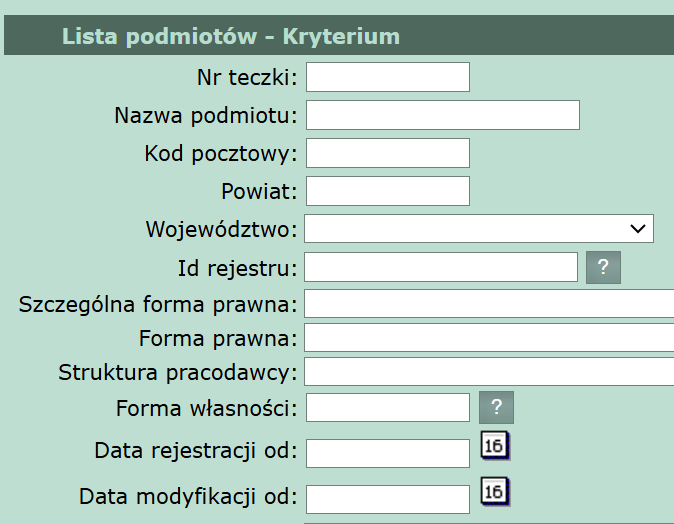 Lista podmiotów - Kryterium
Nr teczki:
Nazwa podmiotu:
Kod pocztowy:
Powiat:
Województwo:
Id rejestru: ?
Szczególna forma prawna:
Forma prawna:
Struktura pracodawcy:
Forma własności: ?
Data rejestracji od: 16
Data modyfikacji od: 16